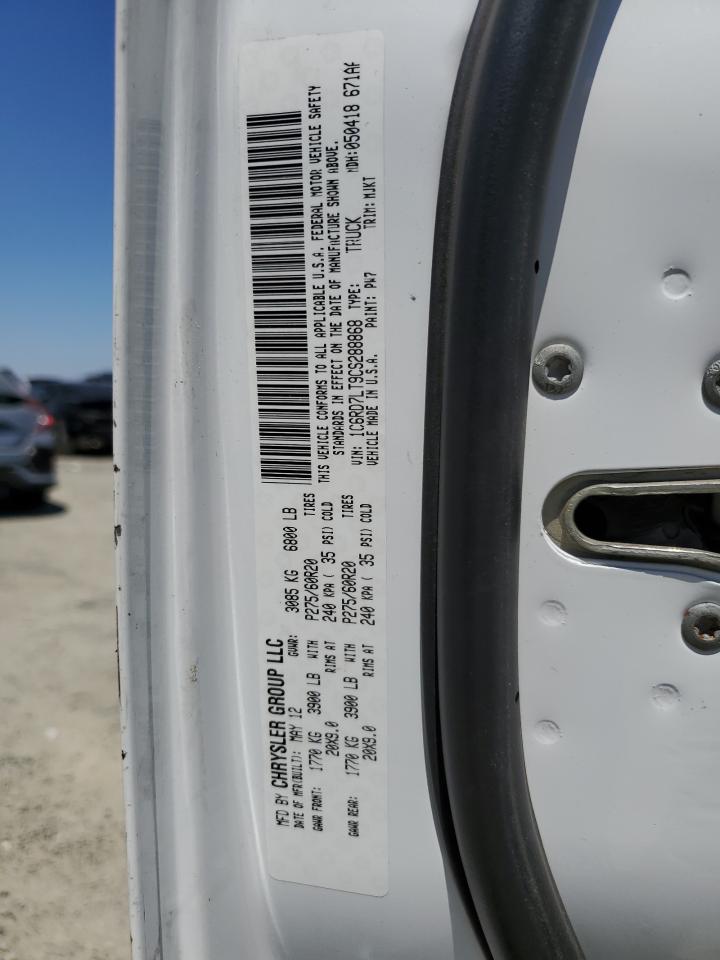 MFD BY CHRYSLER GROUP LLC
DATE OF MFR(BUILT): MAY 12 GVWR: 3085 KG 6800 LB
GAWR FRONT: 1770 KG 3900 LB WITH P275/60R20 TIRES
20X9.0 RIMS AT 240 KPA ( 35 PSI) COLD
GAWR REAR: 1770 KG 3900 LB WITH P275/60R20 TIRES
20X9.0 RIMS AT 240 KPA ( 35 PSI) COLD
THIS VEHICLE CONFORMS TO ALL APPLICABLE U.S.A. FEDERAL MOTOR VEHICLE SAFETY
STANDARDS IN EFFECT ON THE DATE OF MANUFACTURE SHOWN ABOVE.
VIN: 1C6RD7LT9CS288868 TYPE: TRUCK MDH:050418 671AA
VEHICLE MADE IN U.S.A. PAINT: PW7 TRIM: MJKT